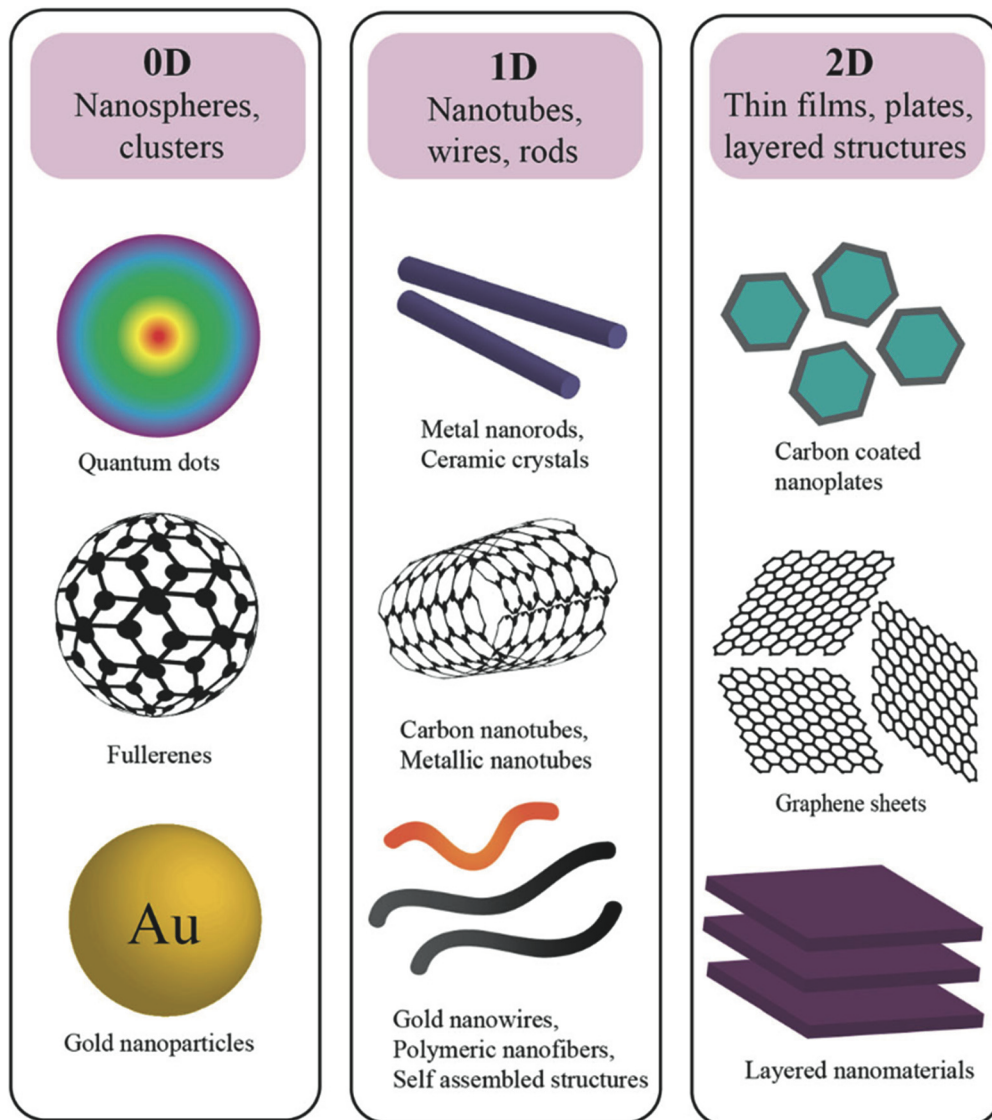 0D
Nanospheres,
clusters
Quantum dots
Fullerenes
Au
Gold nanoparticles
1D
Nanotubes,
wires, rods
Metal nanorods,
Ceramic crystals
Carbon nanotubes,
Metallic nanotubes
Gold nanowires,
Polymeric nanofibers,
Self assembled structures
2D
Thin films, plates,
layered structures
Carbon coated
nanoplates
Graphene sheets
Layered nanomaterials